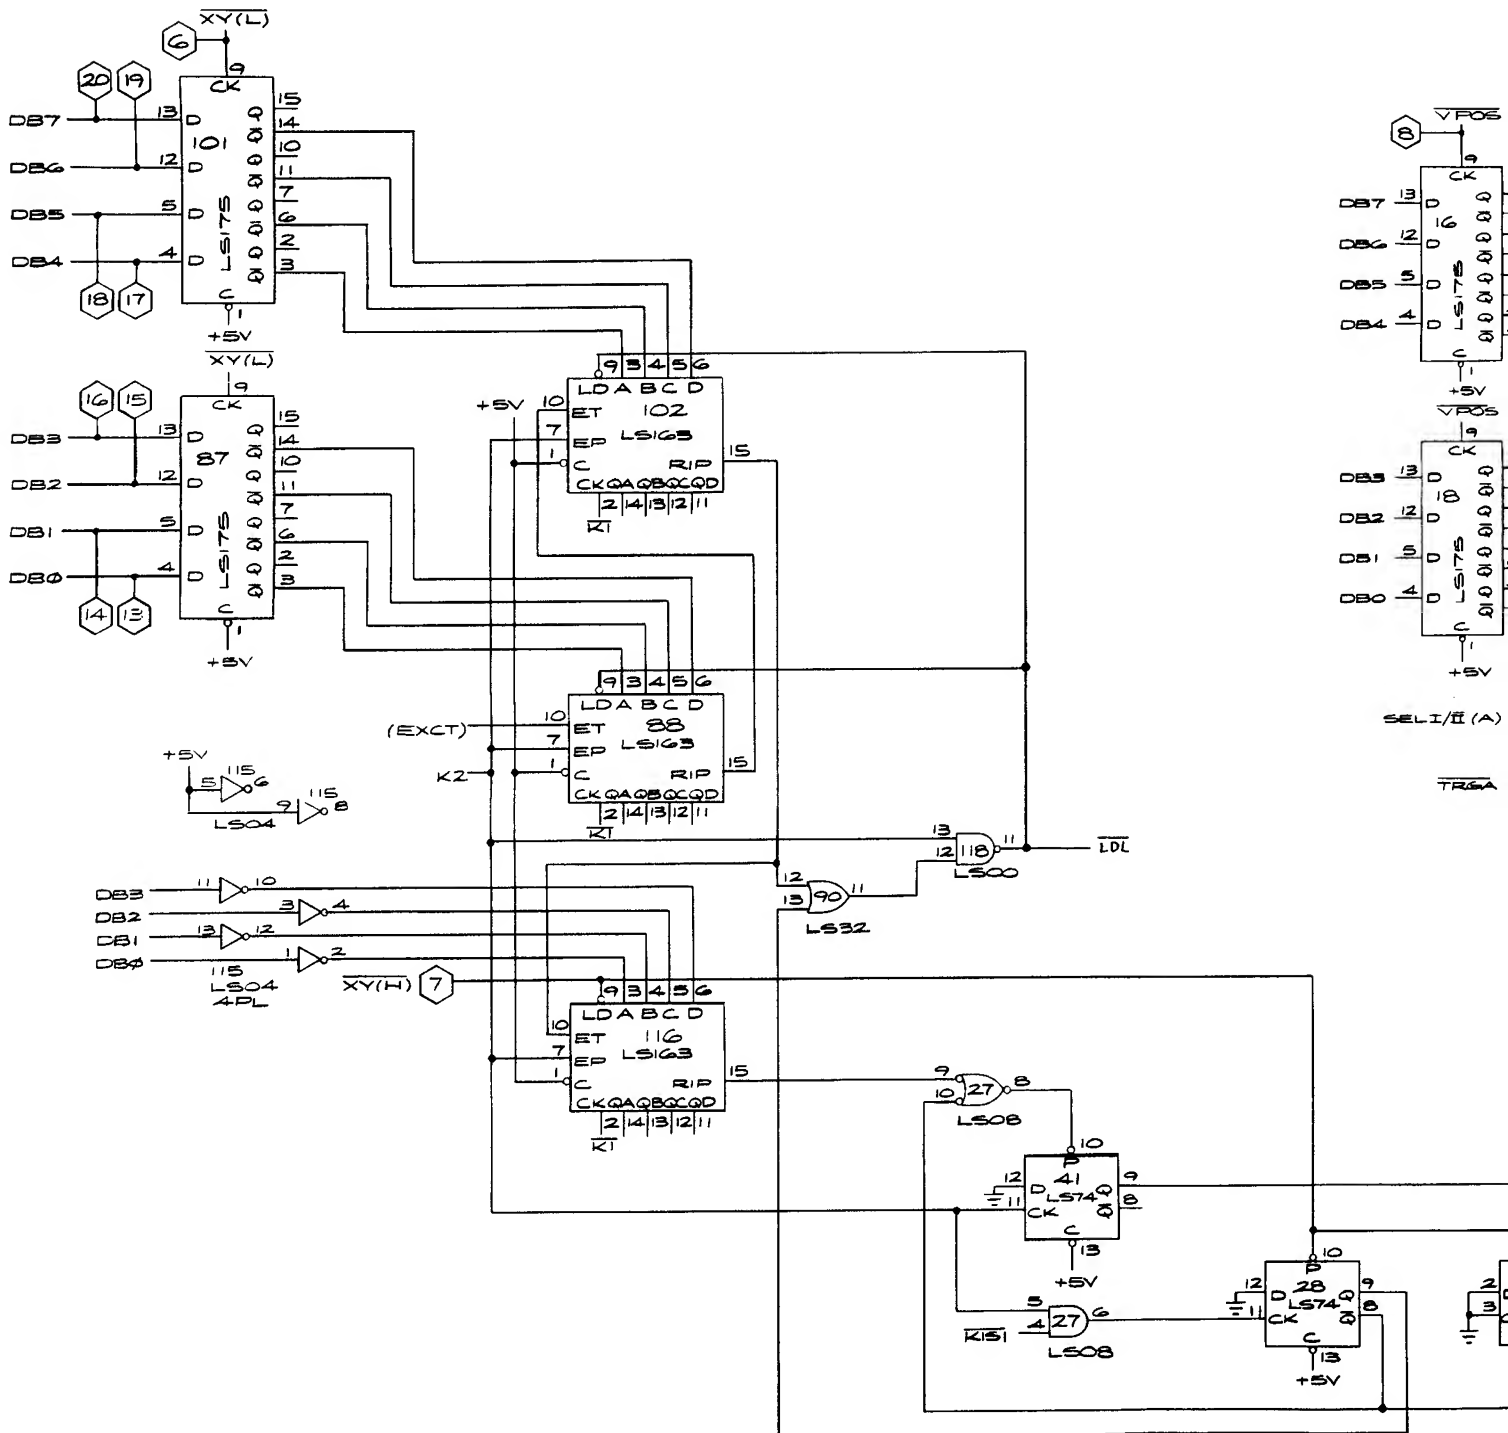 XY(L)
6
9
CK
20
19
DB7
13
D
Q
15
101
Q
14
DB6
12
D
Q
10
Q
11
DB5
5
D
Q
7
LS175
Q
6
DB4
4
D
Q
2
Q
3
18
17
C
1
+5V
XY(L)
9
CK
16
15
DB3
13
D
Q
15
87
Q
14
DB2
12
D
Q
10
Q
11
DB1
5
D
Q
7
LS175
Q
6
DBØ
4
D
Q
2
Q
3
14
13
C
1
+5V
9 3 4 5 6
LD A B C D
+5V
10
ET
102
7
EP
LS163
1
C
RIP
15
CK QA QB QC QD
2 14 13 12 11
K1
9 3 4 5 6
LD A B C D
(EXCT)
10
ET
88
7
EP
LS163
K2
1
C
RIP
15
CK QA QB QC QD
2 14 13 12 11
K1
+5V
5
115
6
9
115
8
LS04
13
12
118
11
LDL
LS00
12
13
90
11
LS32
DB3
11
10
DB2
3
4
DB1
13
12
DBØ
1
2
115
LS04
4PL
XY(H)
7
9 3 4 5 6
LD A B C D
10
ET
116
7
EP
LS163
1
C
RIP
15
CK QA QB QC QD
2 14 13 12 11
K1
9
10
27
8
LS08
10
P
12
D
41
Q
9
11
CK
LS74
Q
8
C
13
+5V
5
4
K151
27
6
LS08
10
P
12
D
28
Q
9
11
CK
LS74
Q
8
C
13
+5V
2
3
VPOS
8
9
CK
DB7
13
D
16
DB6
12
D
DB5
5
D
LS175
DB4
4
D
Q
Q
Q
Q
Q
Q
Q
Q
C
1
+5V
VPOS
9
CK
DB3
13
D
18
DB2
12
D
DB1
5
D
LS175
DB0
4
D
Q
Q
Q
Q
Q
Q
Q
Q
C
1
+5V
SEL I/II (A)
TRGA